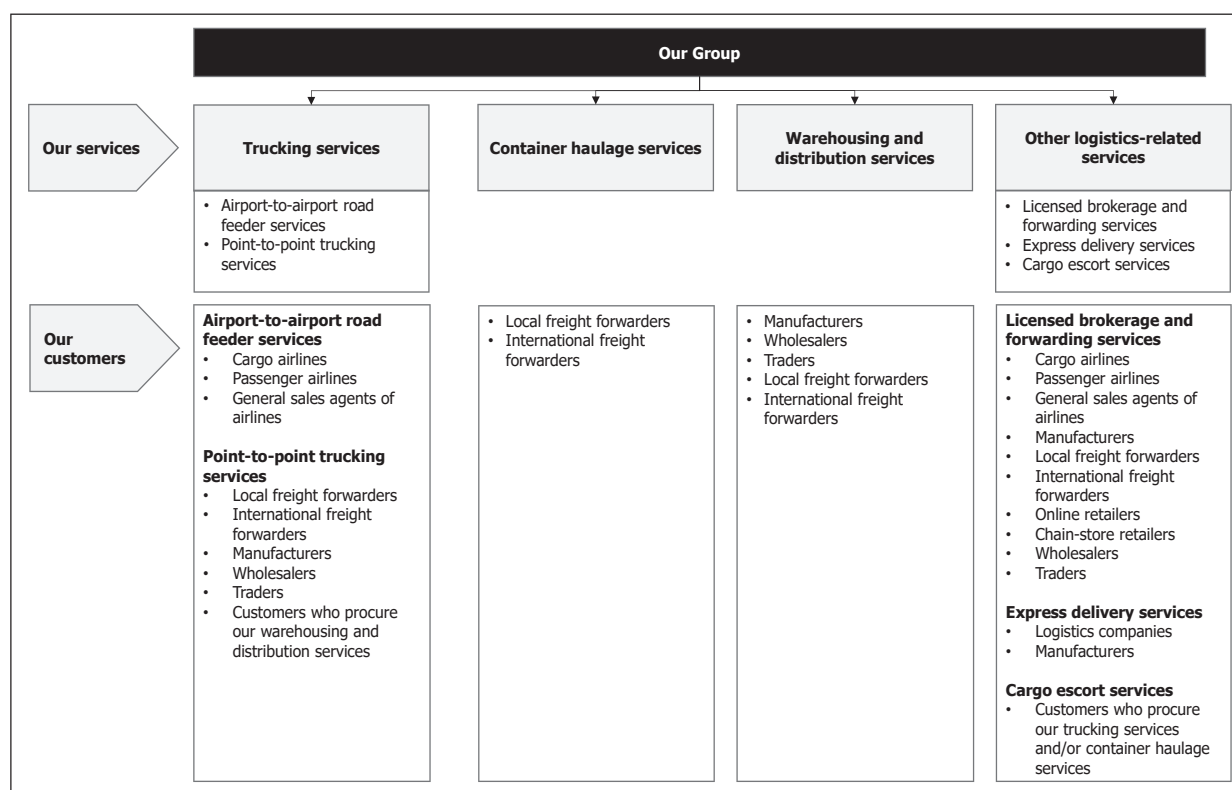 Our Group
Our services
Trucking services
Container haulage services
Warehousing and
distribution services
Other logistics-related
services
• Airport-to-airport road
feeder services
• Point-to-point trucking
services
• Licensed brokerage and
forwarding services
• Express delivery services
• Cargo escort services
Our
customers
Airport-to-airport road
feeder services
• Cargo airlines
• Passenger airlines
• General sales agents of
airlines
Point-to-point trucking
services
• Local freight forwarders
• International freight
forwarders
• Manufacturers
• Wholesalers
• Traders
• Customers who procure
our warehousing and
distribution services
• Local freight forwarders
• International freight
forwarders
• Manufacturers
• Wholesalers
• Traders
• Local freight forwarders
• International freight
forwarders
Licensed brokerage and
forwarding services
• Cargo airlines
• Passenger airlines
• General sales agents of
airlines
• Manufacturers
• Local freight forwarders
• International freight
forwarders
• Online retailers
• Chain-store retailers
• Wholesalers
• Traders
Express delivery services
• Logistics companies
• Manufacturers
Cargo escort services
• Customers who procure
our trucking services
and/or container haulage
services